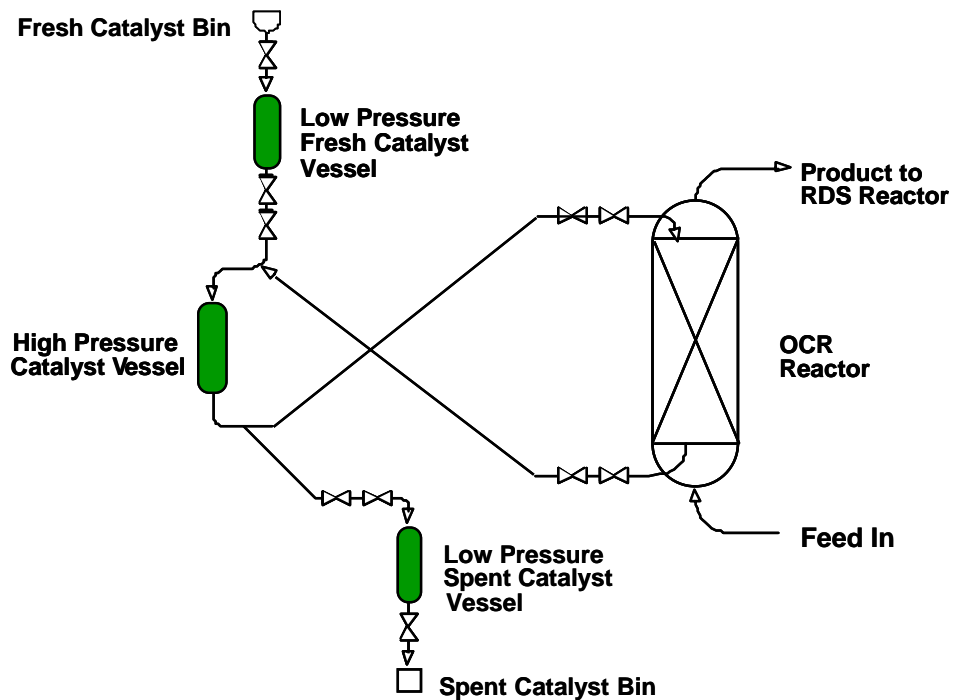 Fresh Catalyst Bin
Low Pressure
Fresh Catalyst
Vessel
Product to
RDS Reactor
High Pressure
Catalyst Vessel
OCR
Reactor
Feed In
Low Pressure
Spent Catalyst
Vessel
Spent Catalyst Bin